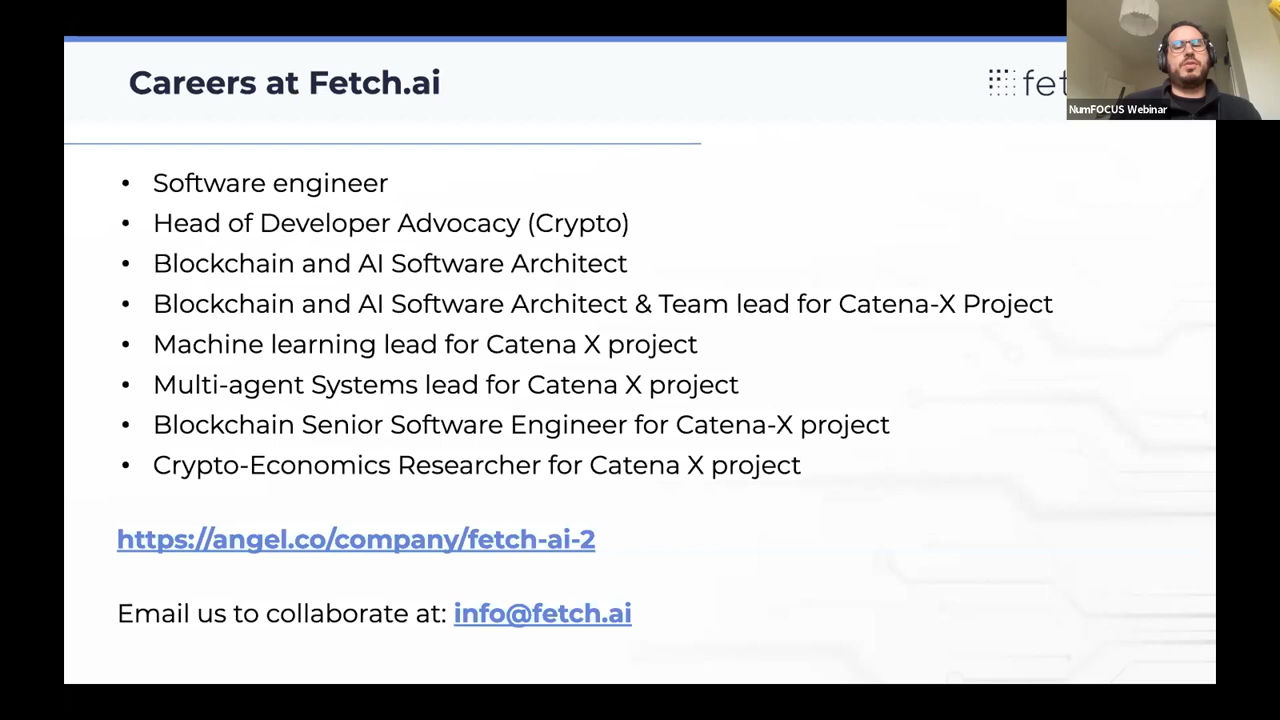 Careers at Fetch.ai
fet
NumFOCUS Webinar
• Software engineer
• Head of Developer Advocacy (Crypto)
• Blockchain and AI Software Architect
• Blockchain and AI Software Architect & Team lead for Catena-X Project
• Machine learning lead for Catena X project
• Multi-agent Systems lead for Catena X project
• Blockchain Senior Software Engineer for Catena-X project
• Crypto-Economics Researcher for Catena X project
https://angel.co/company/fetch-ai-2
Email us to collaborate at: info@fetch.ai